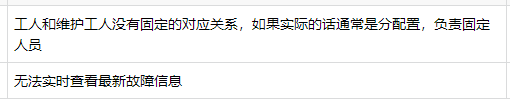 工人和维护工人没有固定的对应关系，如果实际的话通常是分配置，负责固定
人员
无法实时查看最新故障信息